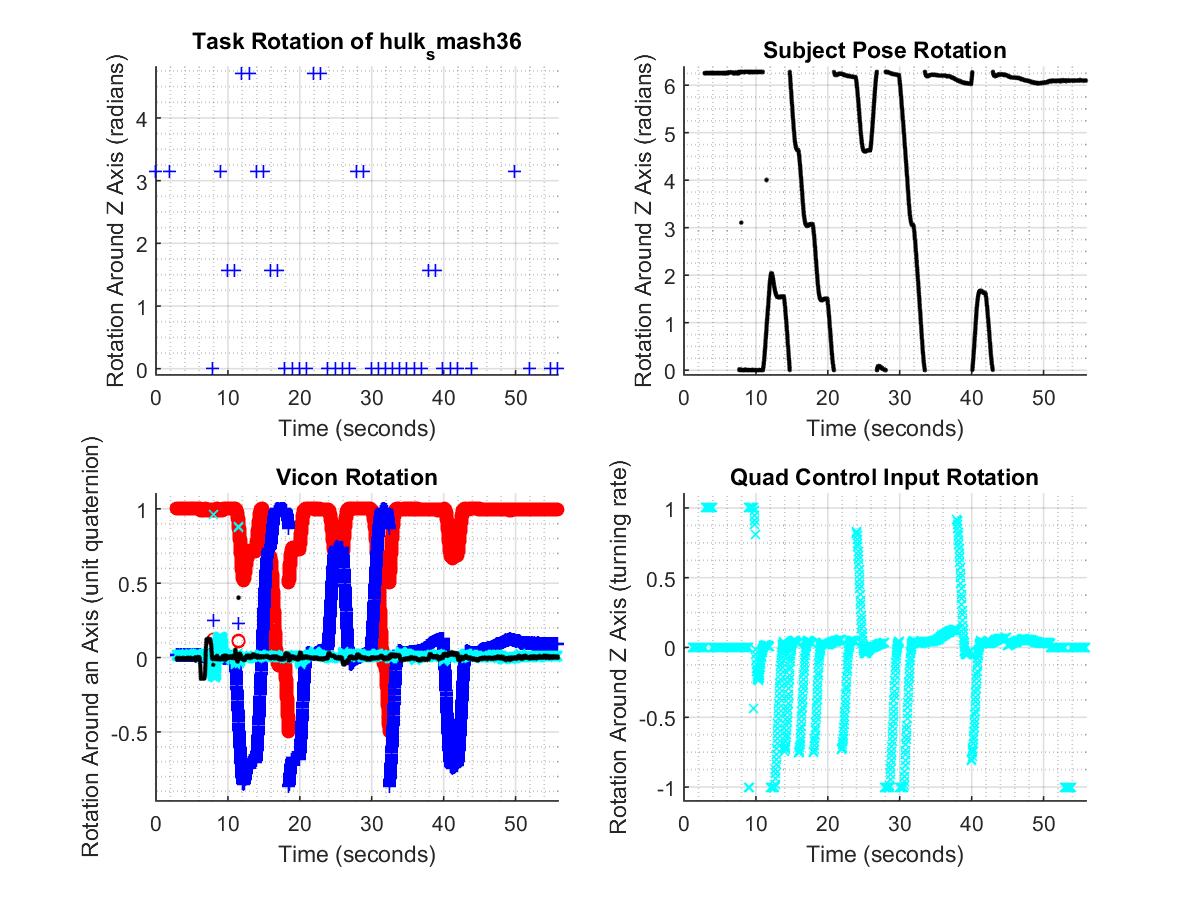 Task Rotation of hulk_smash36
Rotation Around Z Axis (radians)
4
3
2
1
0
0 10 20 30 40 50
Time (seconds)
Subject Pose Rotation
Rotation Around Z Axis (radians)
6
5
4
3
2
1
0
0 10 20 30 40 50
Time (seconds)
Vicon Rotation
Rotation Around an Axis (unit quaternion)
1
0.5
0
-0.5
0 10 20 30 40 50
Time (seconds)
Quad Control Input Rotation
Rotation Around Z Axis (turning rate)
1
0.5
0
-0.5
-1
0 10 20 30 40 50
Time (seconds)